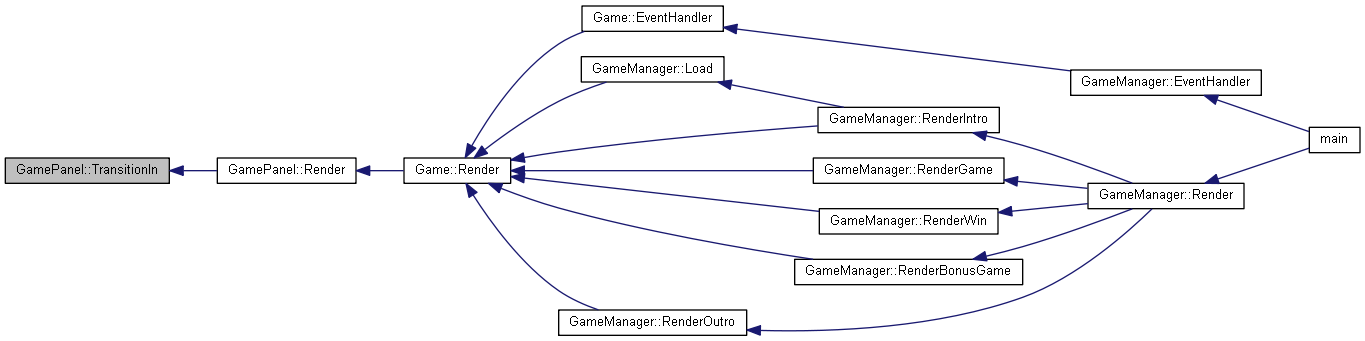 Game::EventHandler
GameManager::Load
GameManager::EventHandler
GameManager::RenderIntro
main
GamePanel::TransitionIn
GamePanel::Render
Game::Render
GameManager::RenderGame
GameManager::Render
GameManager::RenderWin
GameManager::RenderBonusGame
GameManager::RenderOutro